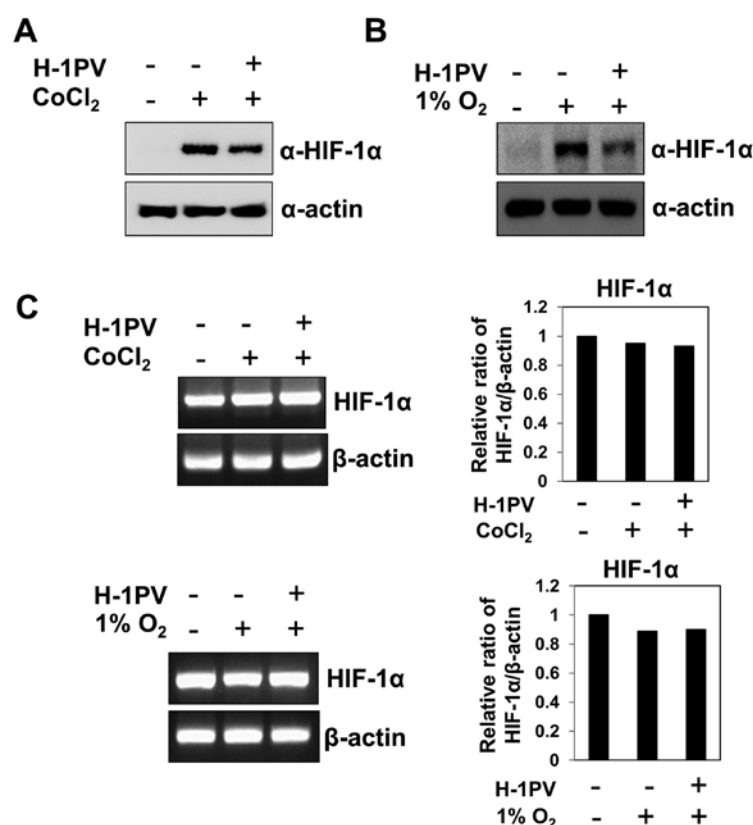 A
H-1PV - - +
CoCl₂ - + +
α-HIF-1α
α-actin
B
H-1PV - - +
1% O₂ - + +
α-HIF-1α
α-actin
C
H-1PV - - +
CoCl₂ - + +
HIF-1α
β-actin
HIF-1α
Relative ratio of
HIF-1α/β-actin
1.2
1
0.8
0.6
0.4
0.2
0
H-1PV - - +
CoCl₂ - + +
H-1PV - - +
1% O₂ - + +
HIF-1α
β-actin
HIF-1α
Relative ratio of
HIF-1α/β-actin
1.2
1
0.8
0.6
0.4
0.2
0
H-1PV - - +
1% O₂ - + +